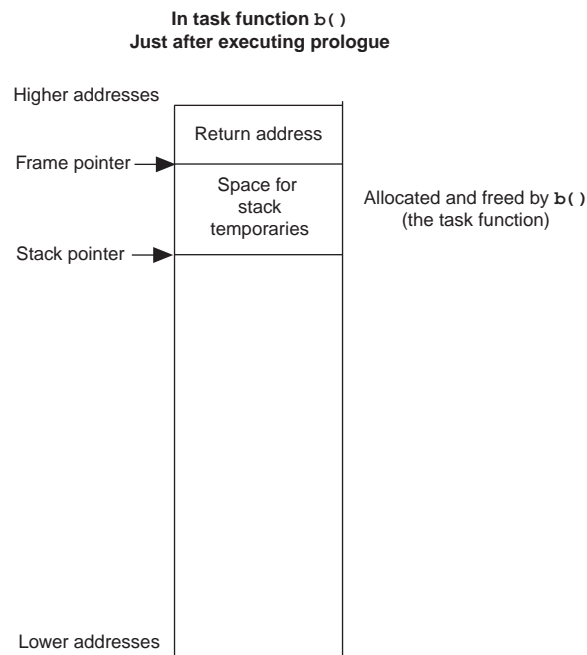 In task function b()
Just after executing prologue
Higher addresses
Return address
Frame pointer
Space for
stack
temporaries
Allocated and freed by b()
(the task function)
Stack pointer
Lower addresses